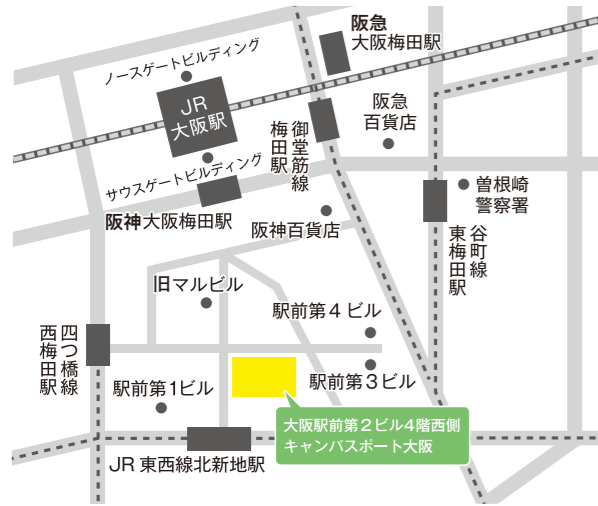 阪急
大阪梅田駅
ノースゲートビルディング
JR
大阪駅
阪急
百貨店
御堂筋線
梅田駅
サウスゲートビルディング
曽根崎
警察署
阪神大阪梅田駅
阪神百貨店
谷町線
東梅田駅
旧マルビル
駅前第4ビル
四つ橋線
西梅田駅
駅前第1ビル
駅前第3ビル
大阪駅前第2ビル4階西側
キャンパスポート大阪
JR 東西線北新地駅